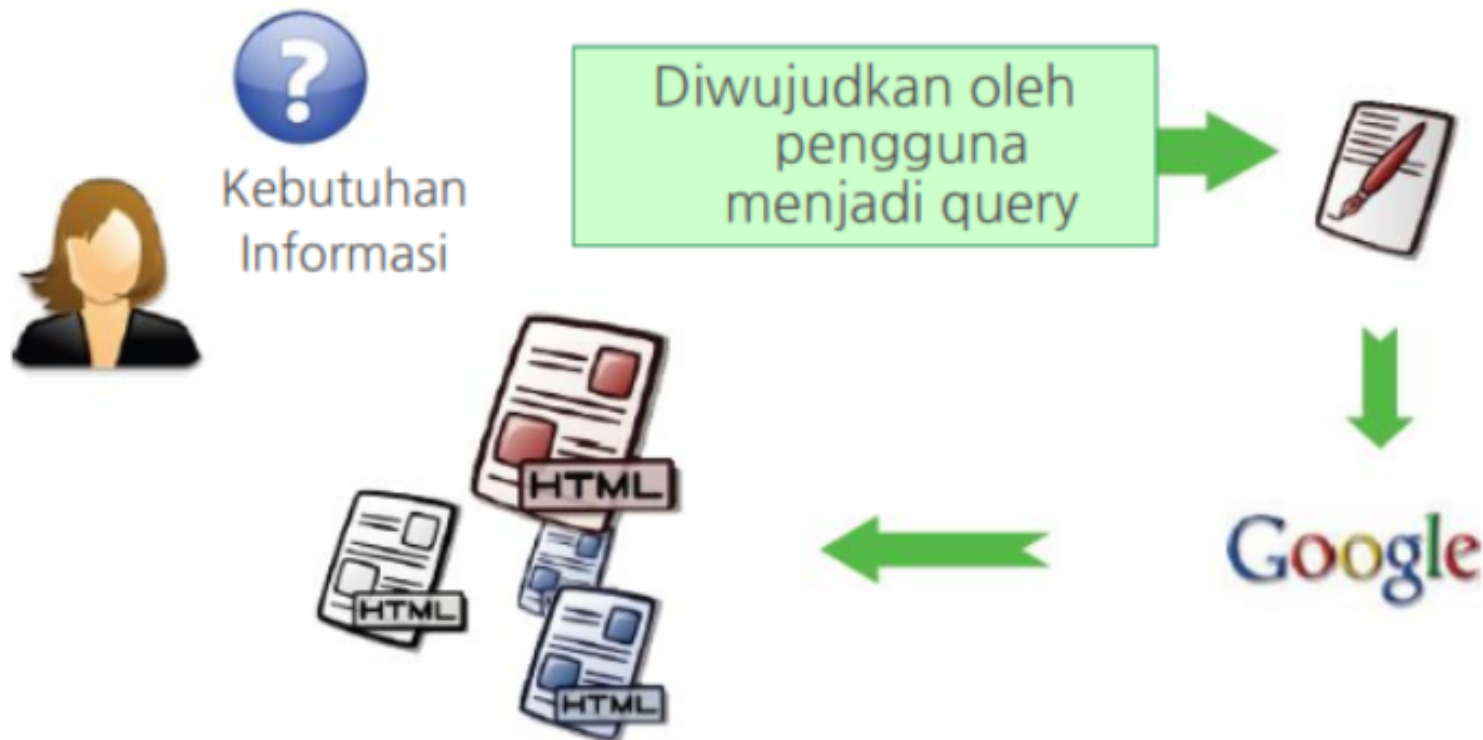 ?
Kebutuhan
Informasi
Diwujudkan oleh
pengguna
menjadi query
Google
HTML
HTML
HTML